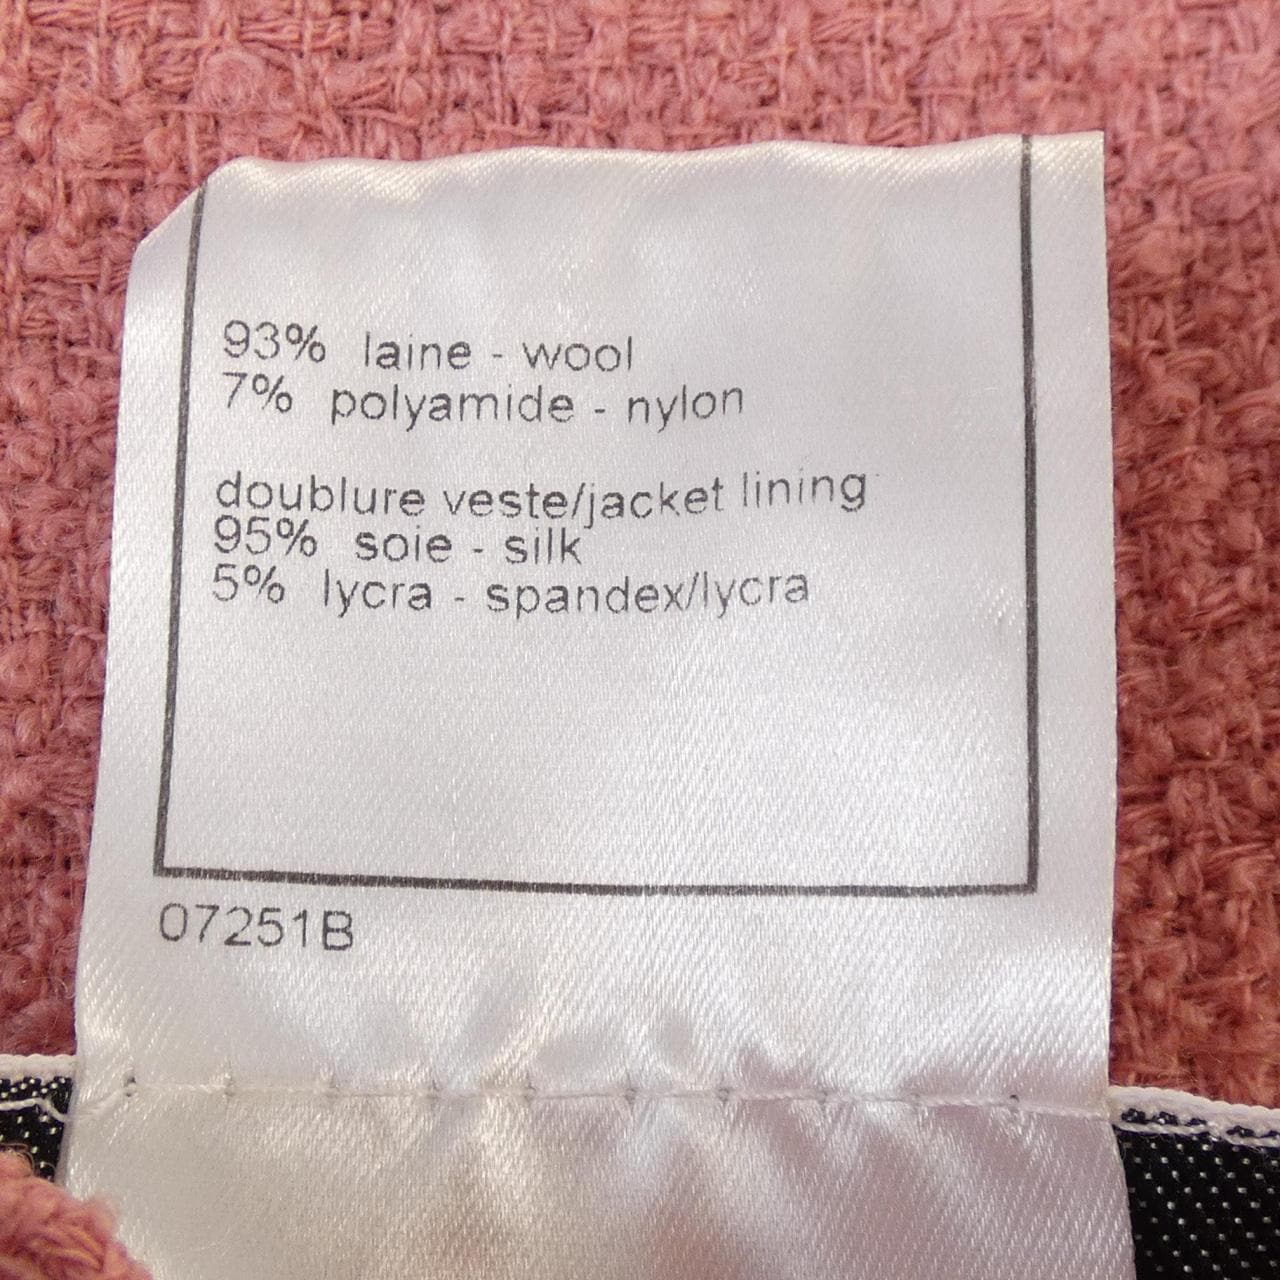 93% laine - wool
7% polyamide - nylon
doublure veste/jacket lining
95% soie - silk
5% lycra - spandex/lycra
07251B